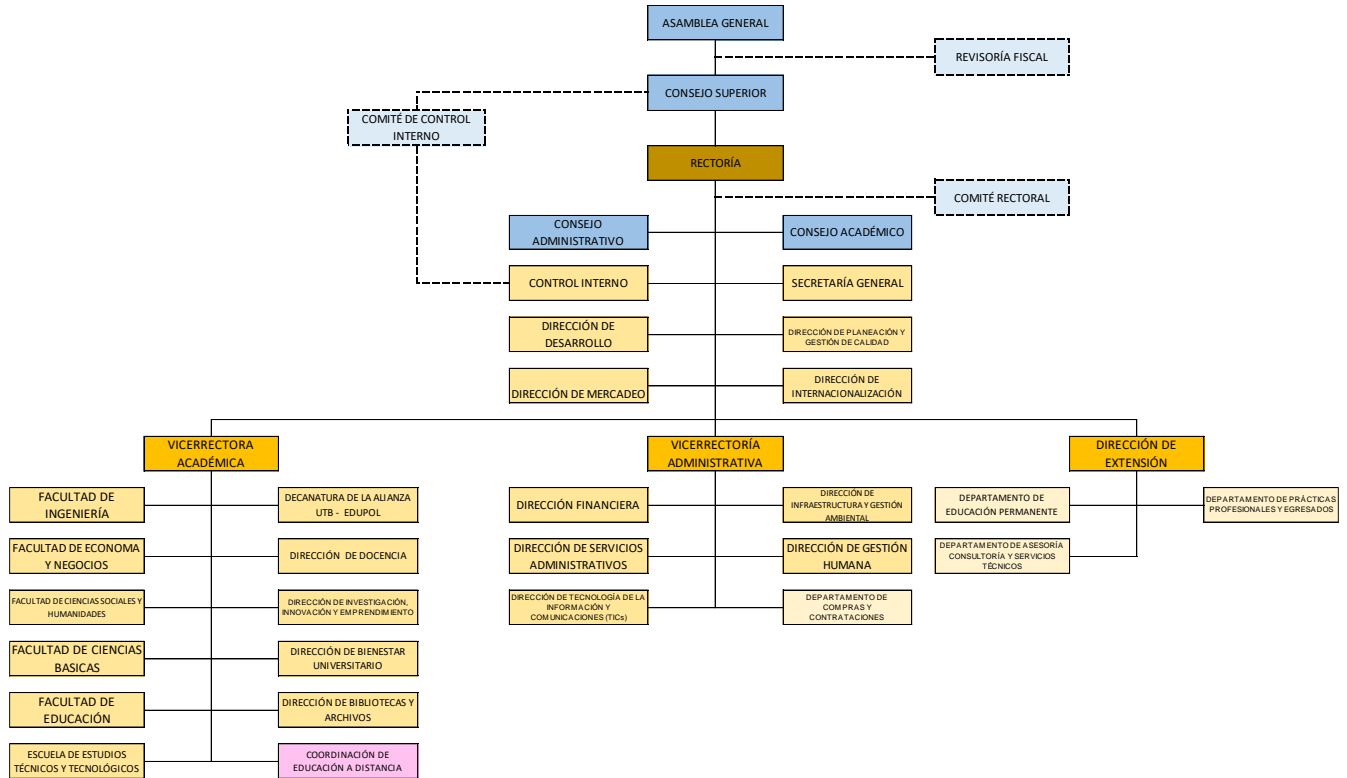 ASAMBLEA GENERAL
REVISORÍA FISCAL
CONSEJO SUPERIOR
COMITÉ DE CONTROL
INTERNO
RECTORÍA
COMITÉ RECTORAL
CONSEJO
ADMINISTRATIVO
CONSEJO ACADÉMICO
CONTROL INTERNO
SECRETARÍA GENERAL
DIRECCIÓN DE
DESARROLLO
DIRECCIÓN DE PLANEACIÓN Y
GESTIÓN DE CALIDAD
DIRECCIÓN DE MERCADEO
DIRECCIÓN DE
INTERNACIONALIZACIÓN
VICERRECTORA
ACADÉMICA
VICERRECTORÍA
ADMINISTRATIVA
DIRECCIÓN DE
EXTENSIÓN
FACULTAD DE
INGENIERÍA
DECANATURA DE LA ALIANZA
UTB - EDUPOL
DIRECCIÓN FINANCIERA
DIRECCIÓN DE
INFRAESTRUCTURA Y GESTIÓN
AMBIENTAL
DEPARTAMENTO DE
EDUCACIÓN PERMANENTE
DEPARTAMENTO DE PRÁCTICAS
PROFESIONALES Y EGRESADOS
FACULTAD DE ECONOMA
Y NEGOCIOS
DIRECCIÓN DE DOCENCIA
DIRECCIÓN DE SERVICIOS
ADMINISTRATIVOS
DIRECCIÓN DE GESTIÓN
HUMANA
DEPARTAMENTO DE ASESORÍA
CONSULTORÍA Y SERVICIOS
TÉCNICOS
FACULTAD DE CIENCIAS SOCIALES Y
HUMANIDADES
DIRECCIÓN DE INVESTIGACIÓN,
INNOVACIÓN Y EMPRENDIMIENTO
DIRECCIÓN DE TECNOLOGÍA DE LA
INFORMACIÓN Y
COMUNICACIONES (TICs)
DEPARTAMENTO DE
COMPRAS Y
CONTRATACIONES
FACULTAD DE CIENCIAS
BASICAS
DIRECCIÓN DE BIENESTAR
UNIVERSITARIO
FACULTAD DE
EDUCACIÓN
DIRECCIÓN DE BIBLIOTECAS Y
ARCHIVOS
ESCUELA DE ESTUDIOS
TÉCNICOS Y TECNOLÓGICOS
COORDINACIÓN DE
EDUCACIÓN A DISTANCIA